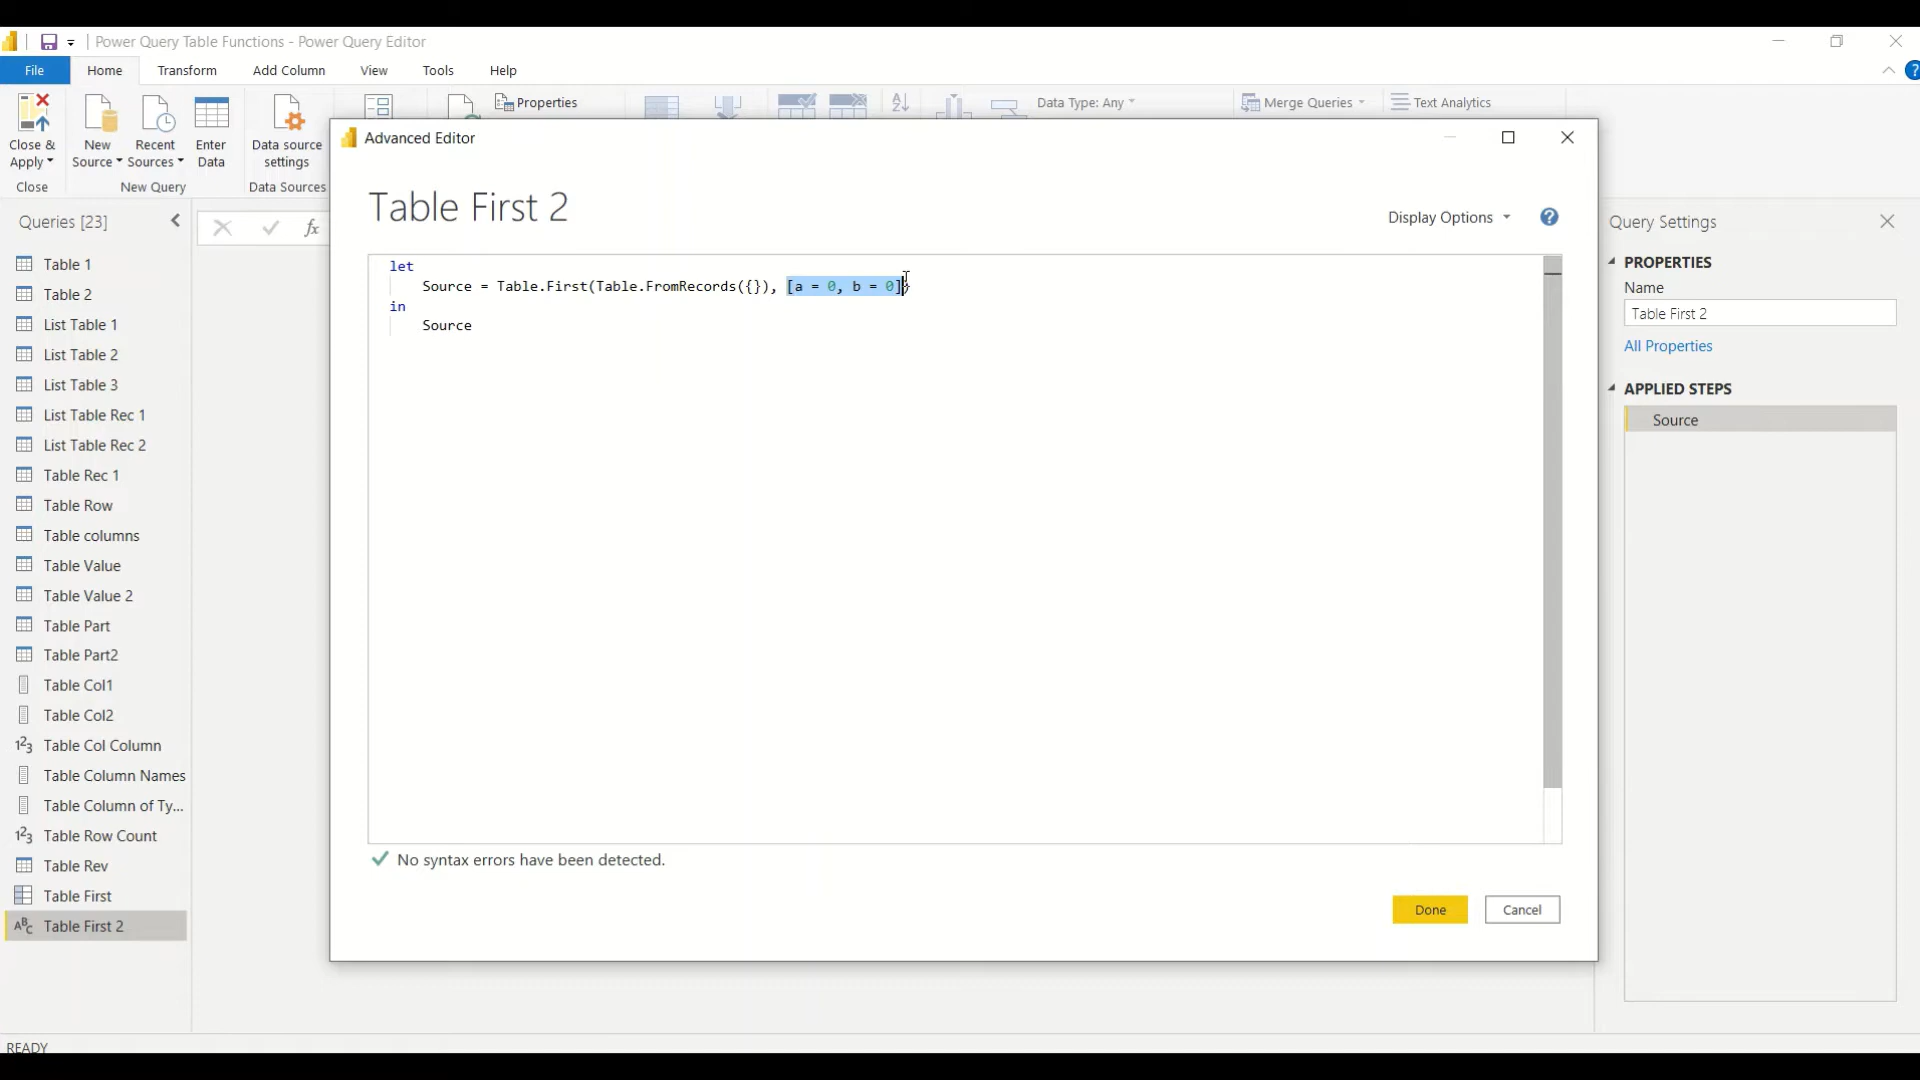 Power Query Table Functions - Power Query Editor
File Home Transform Add Column View Tools Help
Close & Apply
New Source
Recent Sources
Enter Data
Data source settings
Properties
Data Type: Any
Merge Queries
Text Analytics
Close
New Query
Data Sources
Queries [23]
fx
Table 1
Table 2
List Table 1
List Table 2
List Table 3
List Table Rec 1
List Table Rec 2
Table Rec 1
Table Row
Table columns
Table Value
Table Value 2
Table Part
Table Part2
Table Col1
Table Col2
123 Table Col Column
Table Column Names
Table Column of Ty...
123 Table Row Count
Table Rev
Table First
ABC Table First 2
Advanced Editor
Table First 2
Display Options
?
let
Source = Table.First(Table.FromRecords({}), [a = 0, b = 0])
in
Source
No syntax errors have been detected.
Done
Cancel
Query Settings
PROPERTIES
Name
Table First 2
All Properties
APPLIED STEPS
Source
READY